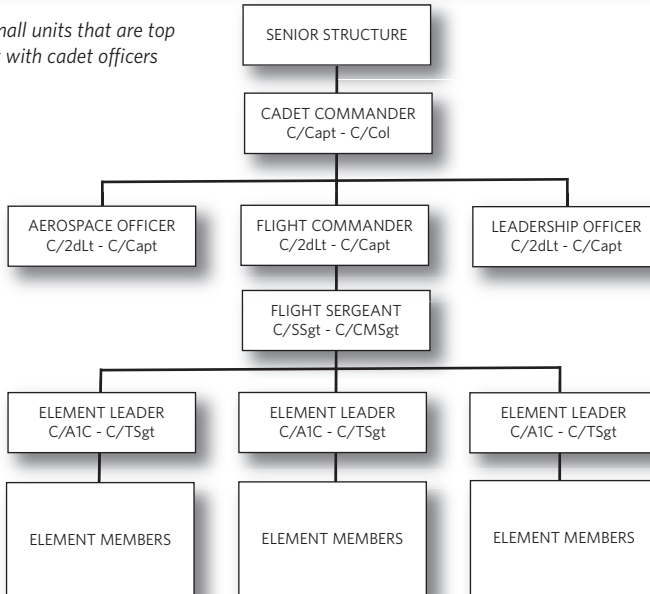 mall units that are top
with cadet officers
SENIOR STRUCTURE
CADET COMMANDER
C/Capt - C/Col
AEROSPACE OFFICER
C/2dLt - C/Capt
FLIGHT COMMANDER
C/2dLt - C/Capt
LEADERSHIP OFFICER
C/2dLt - C/Capt
FLIGHT SERGEANT
C/SSgt - C/CMSgt
ELEMENT LEADER
C/A1C - C/TSgt
ELEMENT LEADER
C/A1C - C/TSgt
ELEMENT LEADER
C/A1C - C/TSgt
ELEMENT MEMBERS
ELEMENT MEMBERS
ELEMENT MEMBERS